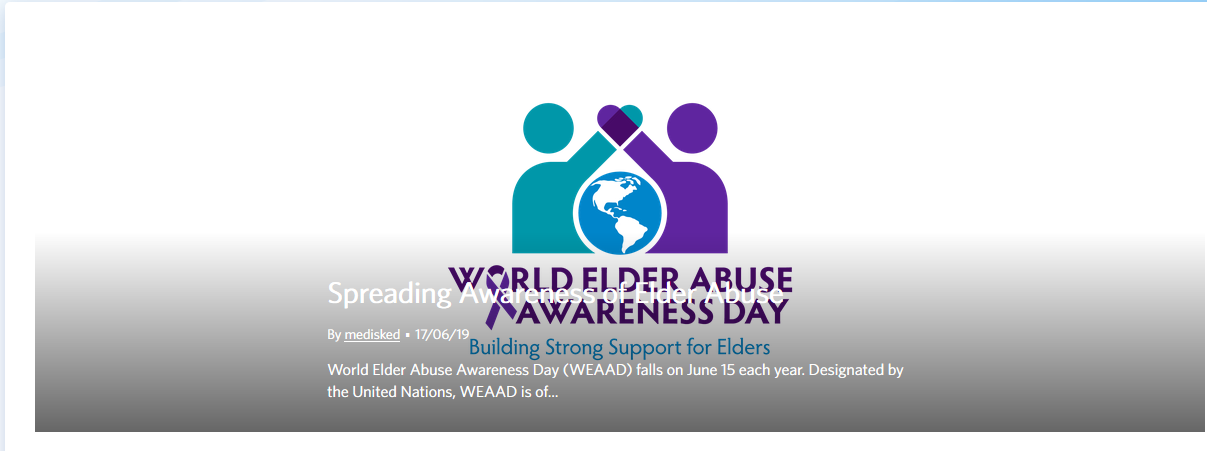 WORLD ELDER ABUSE
Spreading Awareness of Elder Abuse
AWARENESS DAY
By medisked • 17/06/19
Building Strong Support for Elders
World Elder Abuse Awareness Day (WEAAD) falls on June 15 each year. Designated by
the United Nations, WEAAD is of...